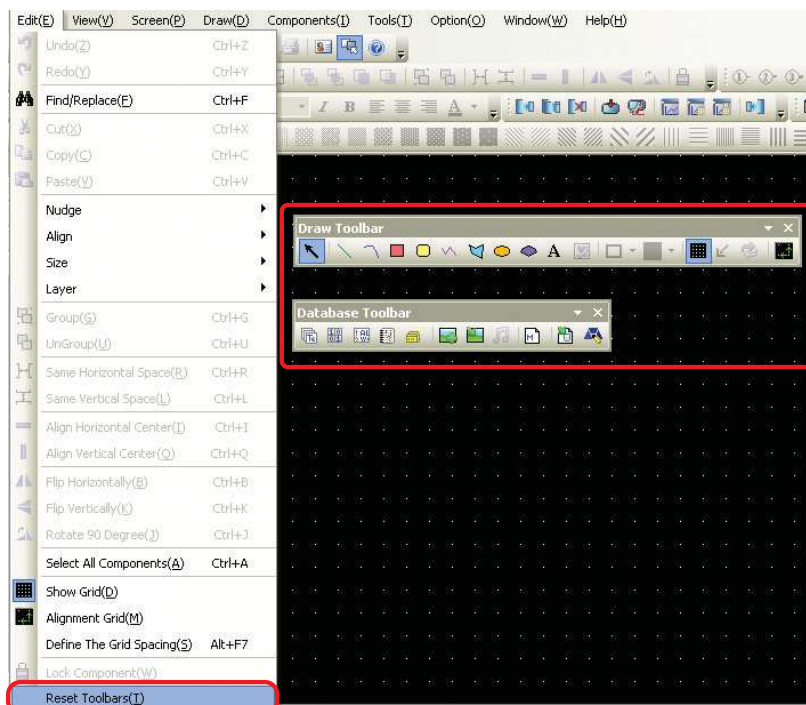 Edit(E) View(V) Screen(P) Draw(D) Components(I) Tools(T) Option(O) Window(W) Help(H)
Undo(Z) Ctrl+Z
Redo(Y) Ctrl+Y
Find/Replace(F) Ctrl+F
Cut(X) Ctrl+X
Copy(C) Ctrl+C
Paste(V) Ctrl+V
Nudge
Align
Size
Layer
Group(G) Ctrl+G
UnGroup(U) Ctrl+U
Same Horizontal Space(R) Ctrl+R
Same Vertical Space(L) Ctrl+L
Align Horizontal Center(I) Ctrl+I
Align Vertical Center(Q) Ctrl+Q
Flip Horizontally(B) Ctrl+B
Flip Vertically(K) Ctrl+K
Rotate 90 Degree(J) Ctrl+J
Select All Components(A) Ctrl+A
Show Grid(D)
Alignment Grid(M)
Define The Grid Spacing(S) Alt+F7
Lock Component(W)
Reset Toolbars(T)
Draw Toolbar
Database Toolbar